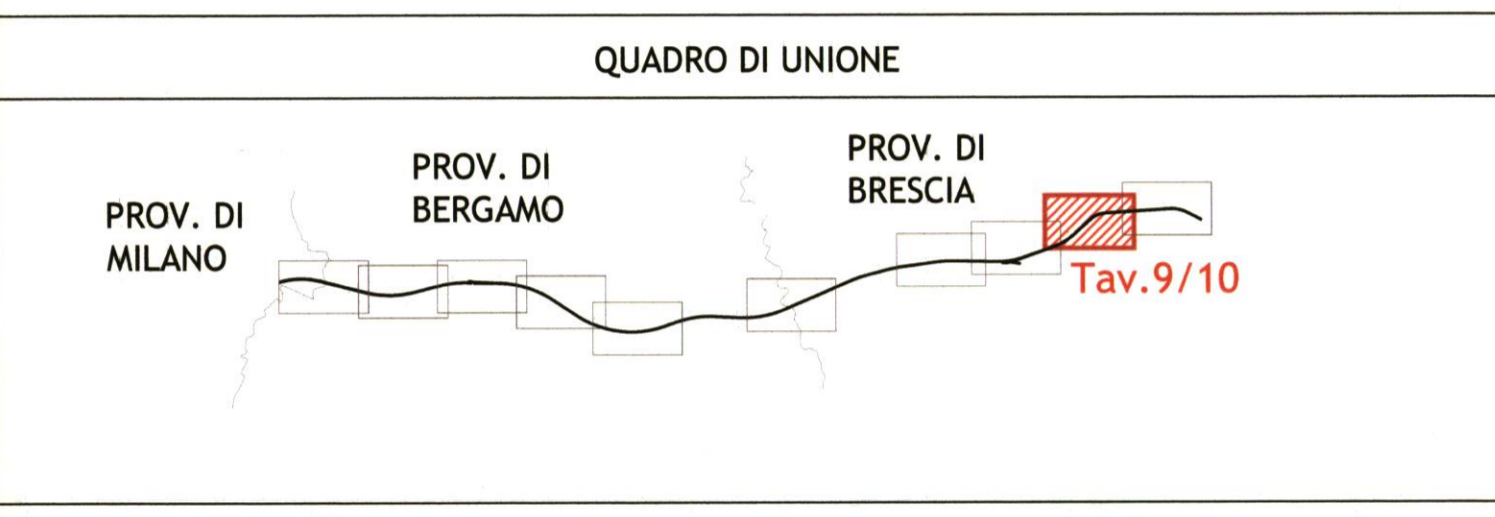 QUADRO DI UNIONE
PROV. DI
MILANO
PROV. DI
BERGAMO
PROV. DI
BRESCIA
Tav.9/10